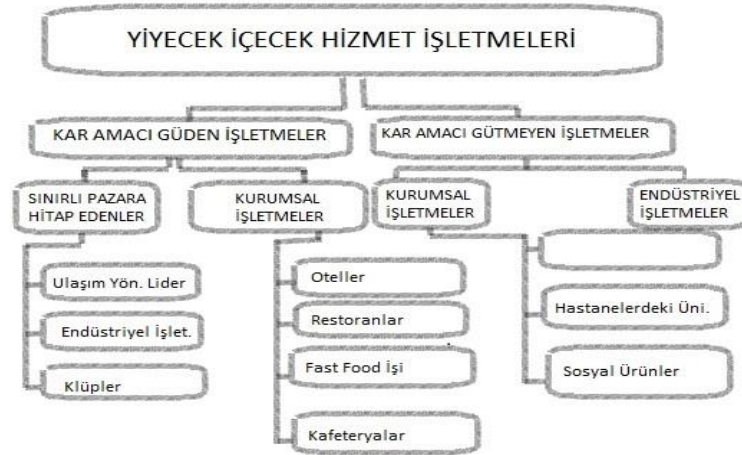 YİYECEK İÇECEK HİZMET İŞLETMELERİ
KAR AMACI GÜDEN İŞLETMELER
KAR AMACI GÜTMEYEN İŞLETMELER
SINIRLI PAZARA
HİTAP EDENLER
KURUMSAL
İŞLETMELER
KURUMSAL
İŞLETMELER
ENDÜSTRİYEL
İŞLETMELER
Ulaşım Yön. Lider
Endüstriyel İşlet.
Klüpler
Oteller
Restoranlar
Fast Food İşi
Kafeteryalar
Hastanelerdeki Üni.
Sosyal Ürünler